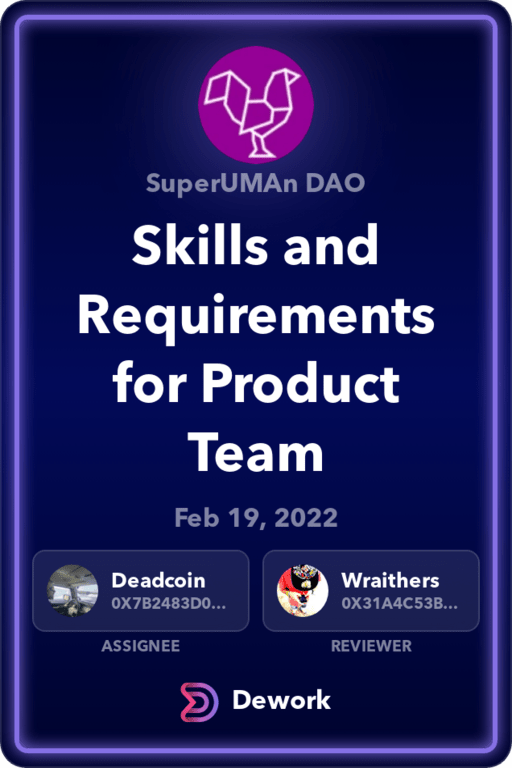 SuperUMAn DAO
Skills and
Requirements
for Product
Team
Feb 19, 2022
Deadcoin
0X7B2483D0...
ASSIGNEE
Wraithers
0X31A4C53B...
REVIEWER
Dework